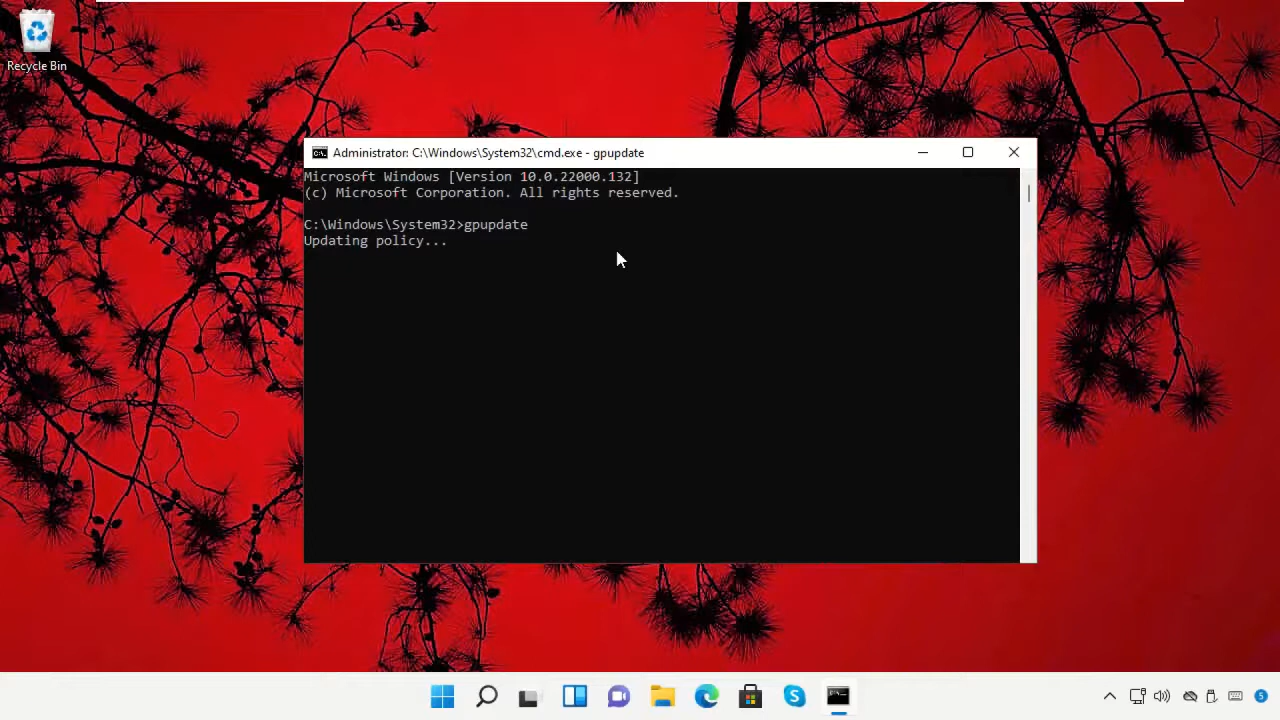 Recycle Bin
Administrator: C:\Windows\System32\cmd.exe - gpupdate
Microsoft Windows [Version 10.0.22000.132]
(c) Microsoft Corporation. All rights reserved.
C:\Windows\System32>gpupdate
Updating policy...
5